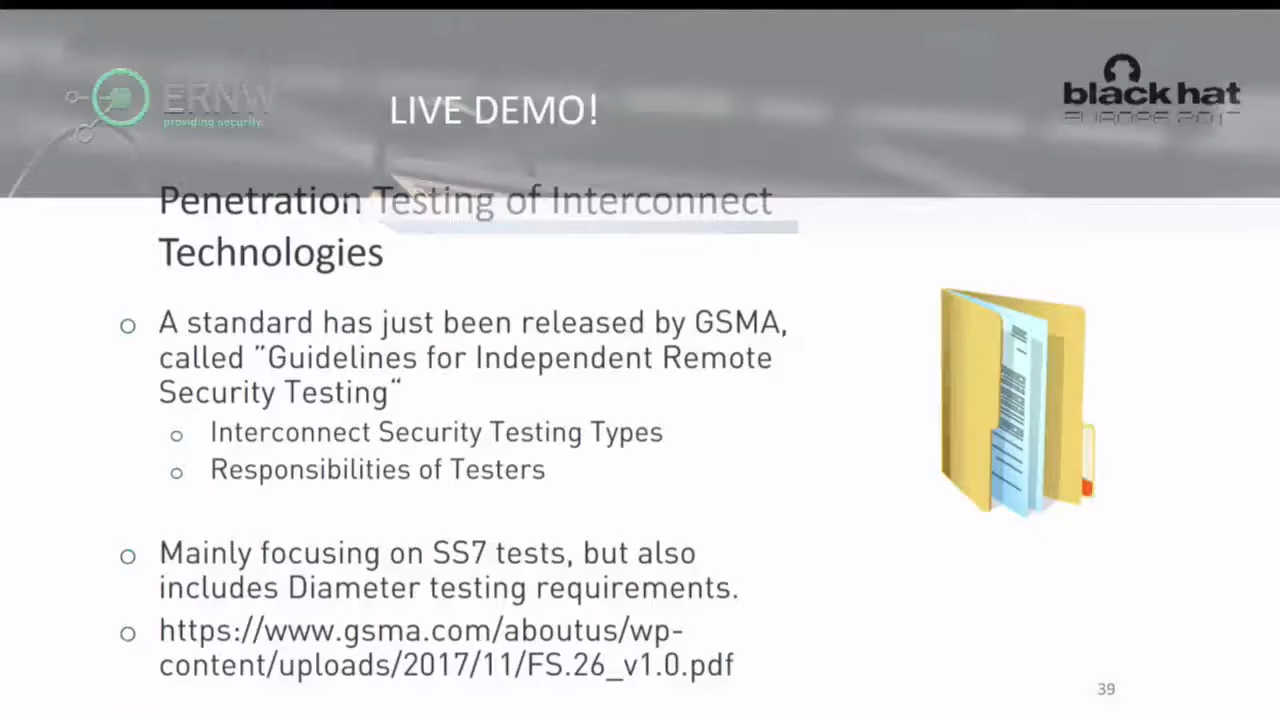 ERNW
providing security.
LIVE DEMO!
black hat
EUROPE 2017
Penetration Testing of Interconnect
Technologies
A standard has just been released by GSMA,
called ”Guidelines for Independent Remote
Security Testing“
Interconnect Security Testing Types
Responsibilities of Testers
Mainly focusing on SS7 tests, but also
includes Diameter testing requirements.
https://www.gsma.com/aboutus/wp-
content/uploads/2017/11/FS.26_v1.0.pdf
39